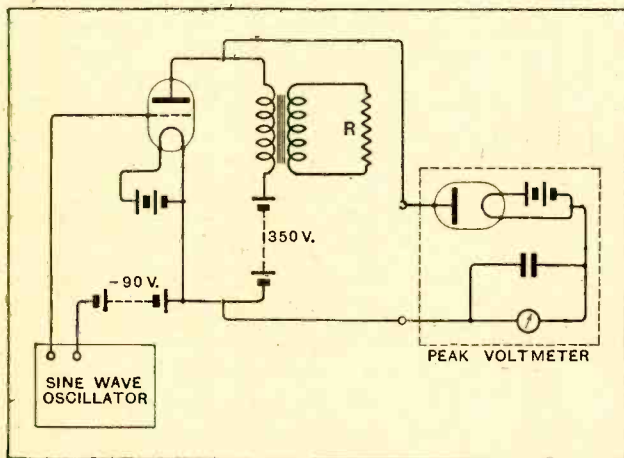 R
350 V.
-90 V.
SINE WAVE
OSCILLATOR
PEAK VOLTMETER